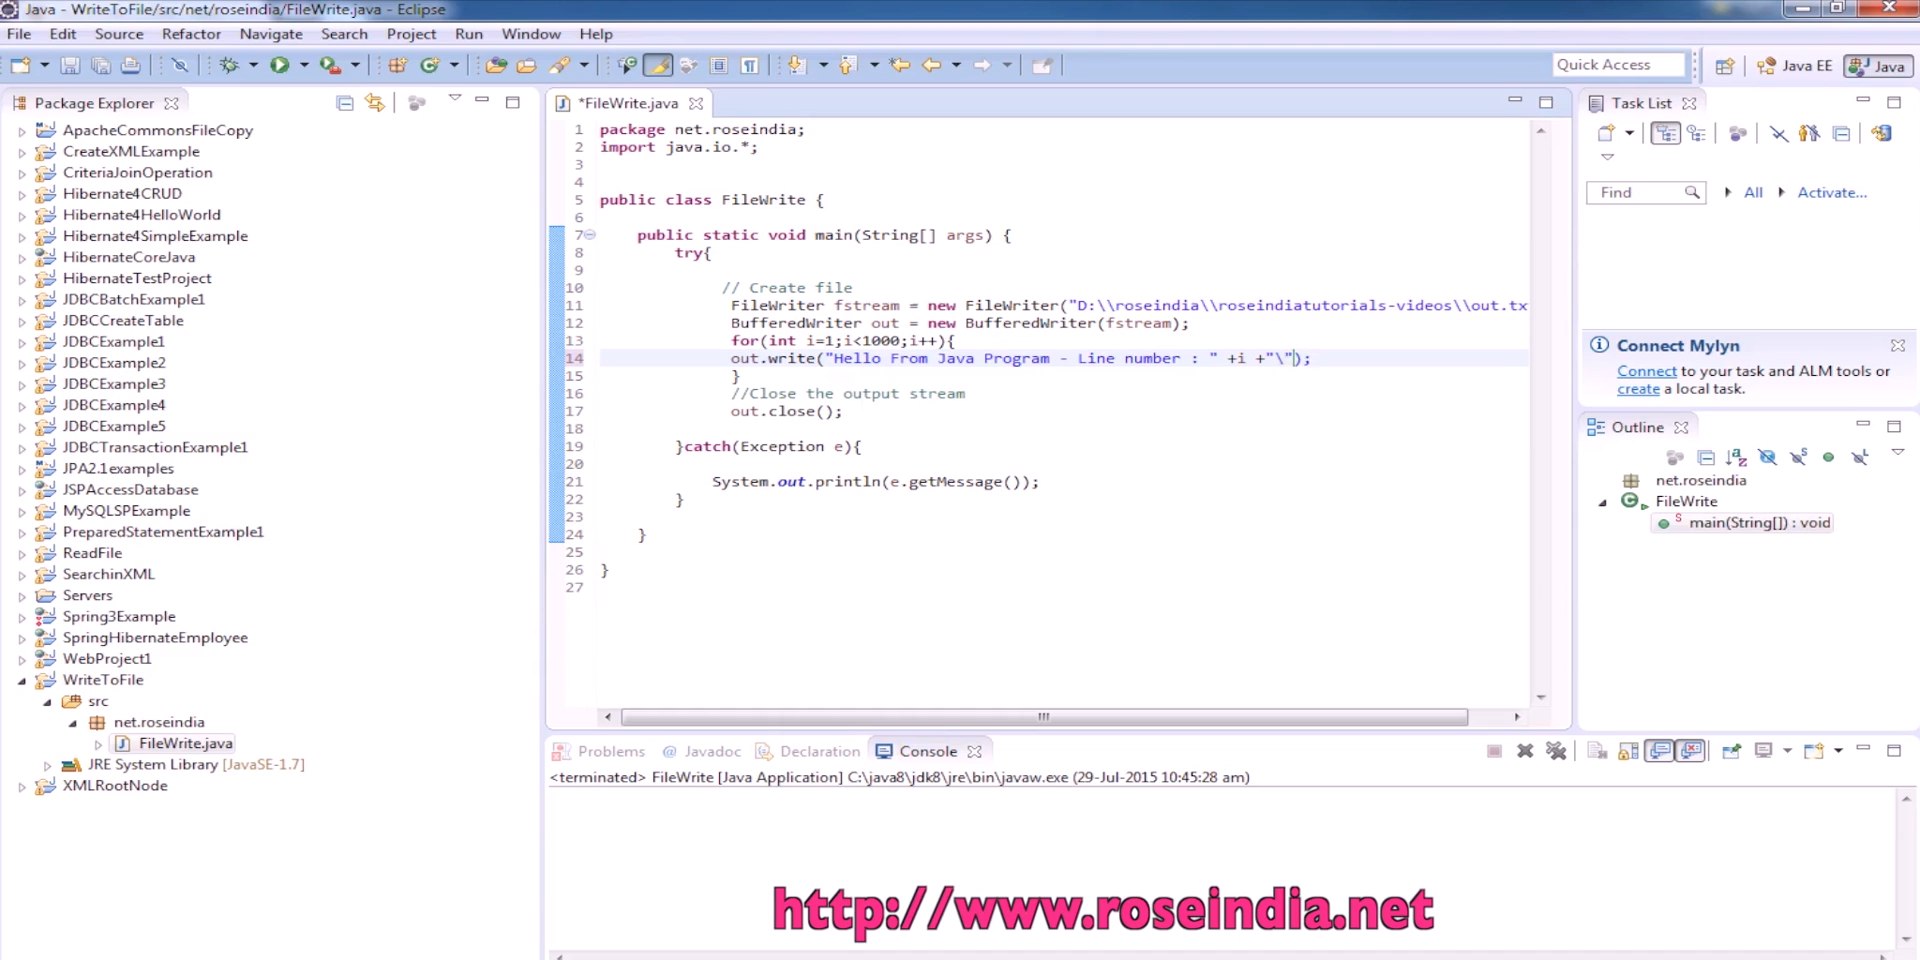 Java - WriteToFile/src/net/roseindia/FileWrite.java - Eclipse
File Edit Source Refactor Navigate Search Project Run Window Help
Quick Access
Java EE
Java
Package Explorer
ApacheCommonsFileCopy
CreateXMLExample
CriteriaJoinOperation
Hibernate4CRUD
Hibernate4HelloWorld
Hibernate4SimpleExample
HibernateCoreJava
HibernateTestProject
JDBCBatchExample1
JDBCCreateTable
JDBCExample1
JDBCExample2
JDBCExample3
JDBCExample4
JDBCExample5
JDBCTransactionExample1
JPA2.1examples
JSPAccessDatabase
MySQLSPExample
PreparedStatementExample1
ReadFile
SearchinXML
Servers
Spring3Example
SpringHibernateEmployee
WebProject1
WriteToFile
src
net.roseindia
FileWrite.java
JRE System Library [JavaSE-1.7]
XMLRootNode
*FileWrite.java
1 package net.roseindia;
2 import java.io.*;
3
4
5 public class FileWrite {
6
7 public static void main(String[] args) {
8 try{
9
10 // Create file
11 FileWriter fstream = new FileWriter("D:\\roseindia\\roseindiatutorials-videos\\out.tx
12 BufferedWriter out = new BufferedWriter(fstream);
13 for(int i=1;i<1000;i++){
14 out.write("Hello From Java Program - Line number : " +i +"\");
15 }
16 //Close the output stream
17 out.close();
18
19 }catch(Exception e){
20
21 System.out.println(e.getMessage());
22 }
23
24 }
25
26 }
27
Task List
Find
All
Activate...
Connect Mylyn
Connect to your task and ALM tools or
create a local task.
Outline
net.roseindia
FileWrite
main(String[]) : void
Problems @ Javadoc Declaration Console
<terminated> FileWrite [Java Application] C:\java8\jdk8\jre\bin\javaw.exe (29-Jul-2015 10:45:28 am)
http://www.roseindia.net